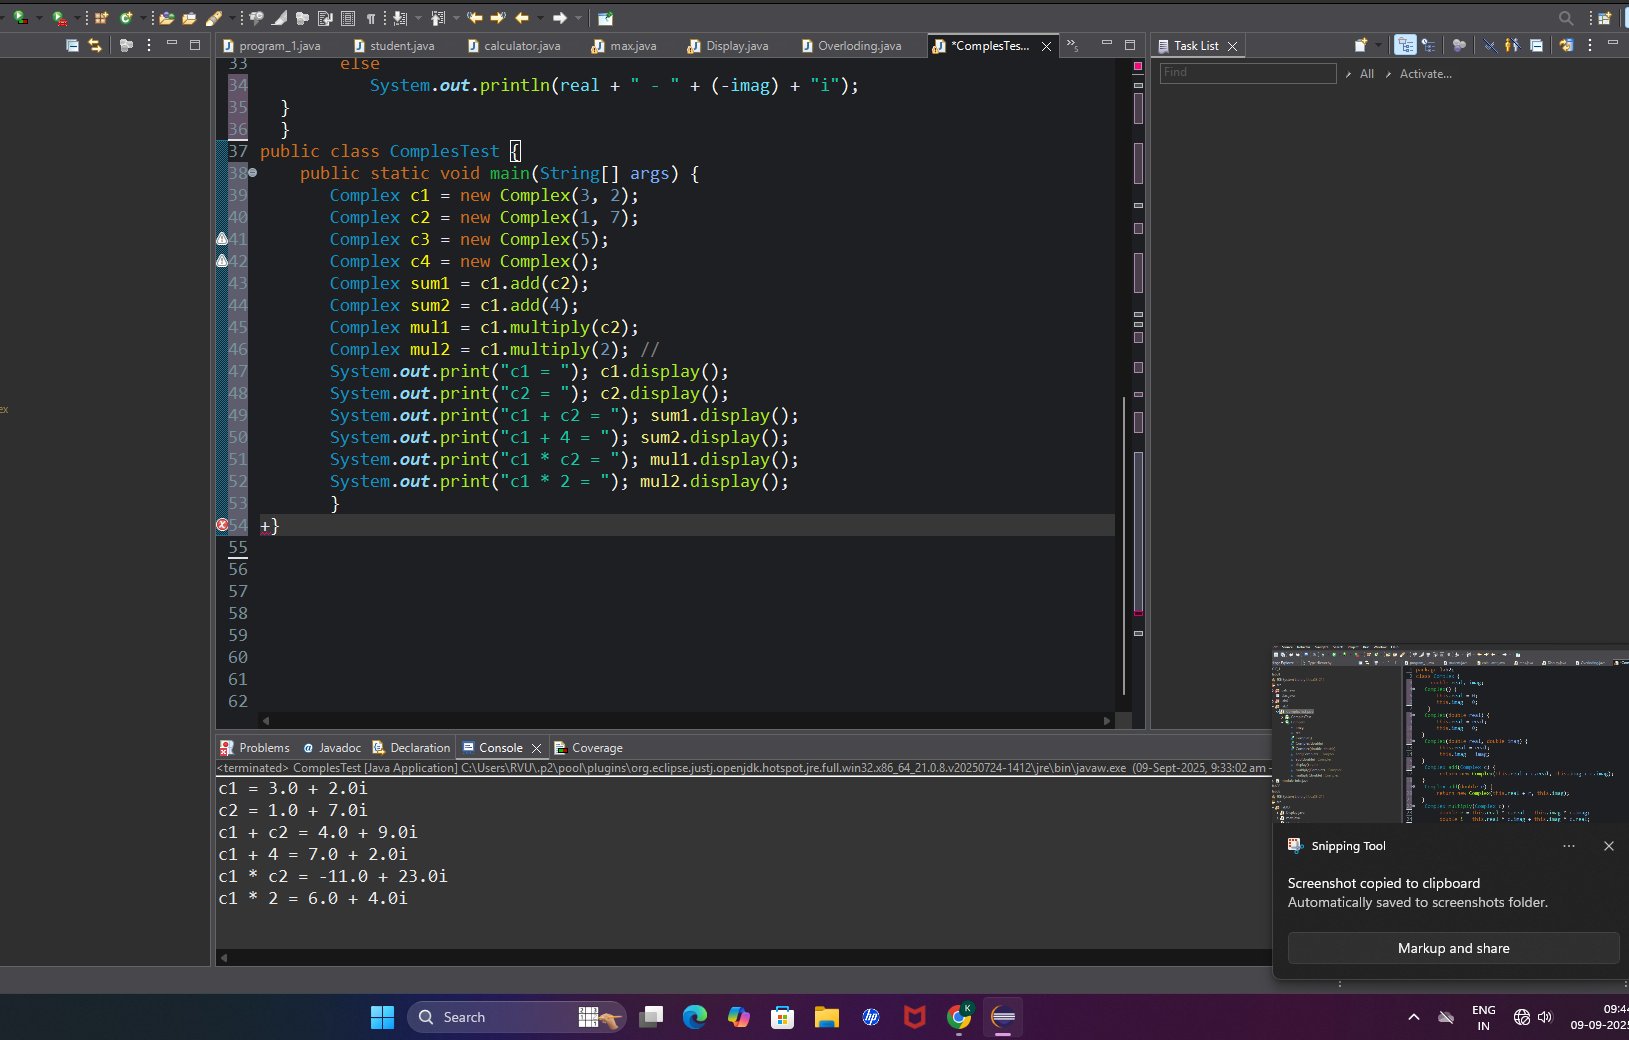 program_1.java
student.java
calculator.java
max.java
Display.java
Overloding.java
*ComplesTes...
»5
Task List
Find
All
Activate...
33 else
34 System.out.println(real + " - " + (-imag) + "i");
35 }
36 }
37 public class ComplesTest {
38 public static void main(String[] args) {
39 Complex c1 = new Complex(3, 2);
40 Complex c2 = new Complex(1, 7);
41 Complex c3 = new Complex(5);
42 Complex c4 = new Complex();
43 Complex sum1 = c1.add(c2);
44 Complex sum2 = c1.add(4);
45 Complex mul1 = c1.multiply(c2);
46 Complex mul2 = c1.multiply(2); //
47 System.out.print("c1 = "); c1.display();
48 System.out.print("c2 = "); c2.display();
49 System.out.print("c1 + c2 = "); sum1.display();
50 System.out.print("c1 + 4 = "); sum2.display();
51 System.out.print("c1 * c2 = "); mul1.display();
52 System.out.print("c1 * 2 = "); mul2.display();
53 }
54 +}
55
56
57
58
59
60
61
62
ex
Problems
@ Javadoc
Declaration
Console
Coverage
<terminated> ComplesTest [Java Application] C:\Users\RVU\.p2\pool\plugins\org.eclipse.justj.openjdk.hotspot.jre.full.win32.x86_64_21.0.8.v20250724-1412\jre\bin\javaw.exe (09-Sept-2025, 9:33:02 am –
c1 = 3.0 + 2.0i
c2 = 1.0 + 7.0i
c1 + c2 = 4.0 + 9.0i
c1 + 4 = 7.0 + 2.0i
c1 * c2 = -11.0 + 23.0i
c1 * 2 = 6.0 + 4.0i
Snipping Tool
Screenshot copied to clipboard
Automatically saved to screenshots folder.
Markup and share
Search
hp
K
ENG
IN
09:44
09-09-2025